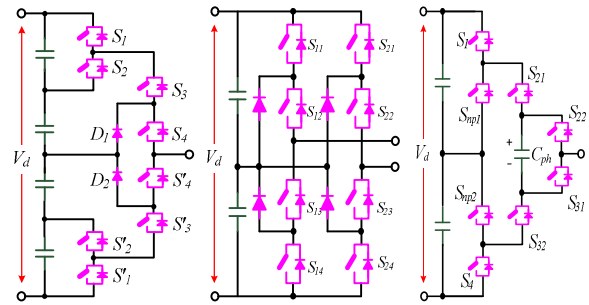 S1
S2
S3
D1
S4
Vd
D2
S'4
S'3
S'2
S'1
S11
S21
S12
S22
Vd
S13
S23
S14
S24
S1
S21
Snp1
S22
Vd
+
Cph
-
Snp2
S31
S32
S4